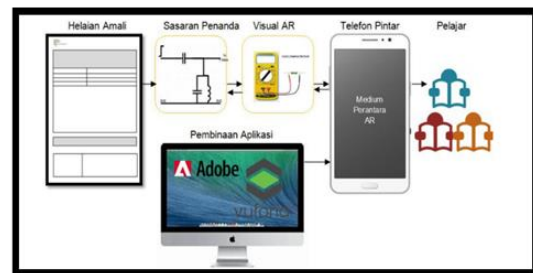 Helaian Amali
Sasaran Penanda
Visual AR
Telefon Pintar
Pelajar
Medium
Perantara
AR
Pembinaan Aplikasi
Adobe
vuforia